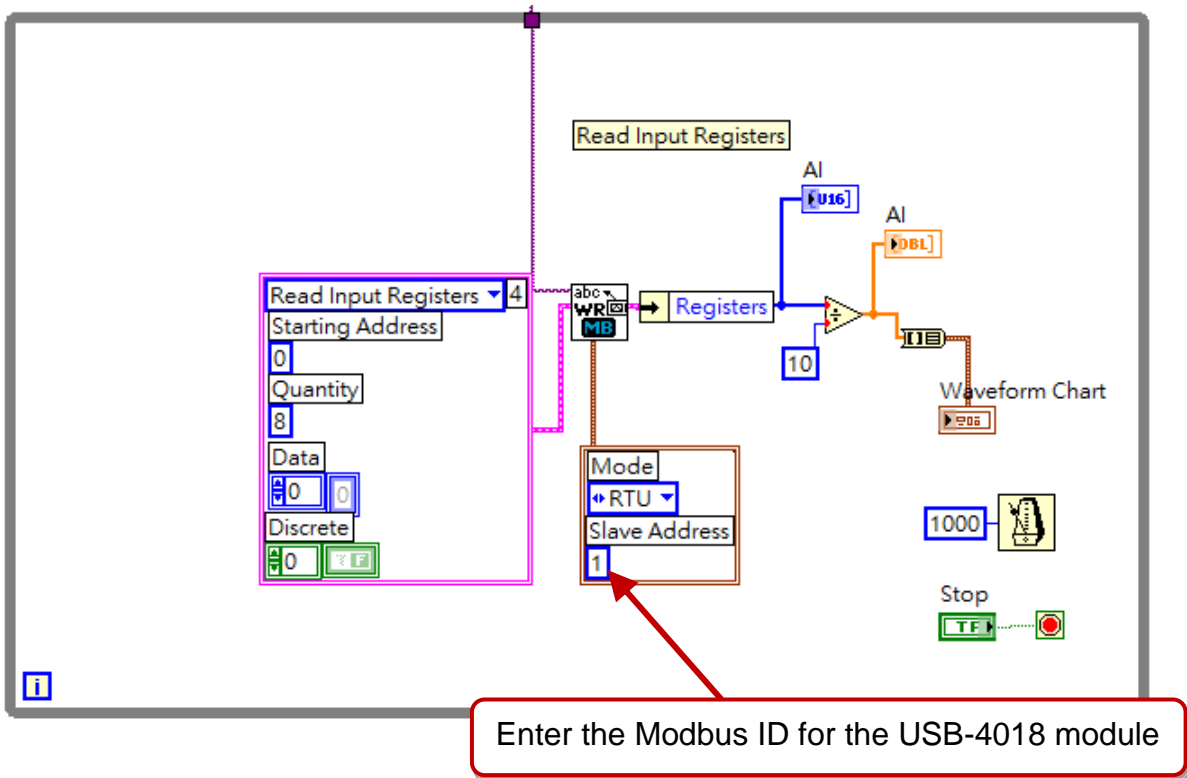 Read Input Registers
AI
[U16]
AI
DBL]
Read Input Registers 4
Starting Address
0
Quantity
8
Data
0 0
Discrete
0 T F
abc
WR
MB
Registers
10
Waveform Chart
Mode
RTU
Slave Address
1
1000
Stop
TF
i
Enter the Modbus ID for the USB-4018 module